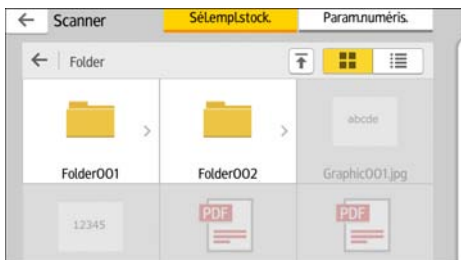 Scanner Sél.empl.stock. Param.numéris.
Folder
abcde
Folder001 Folder002 Graphic001.jpg
12345 PDF PDF